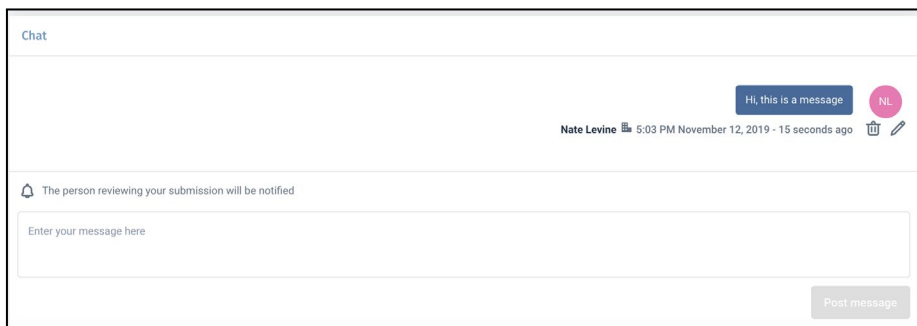 Chat
Hi, this is a message
NL
Nate Levine 5:03 PM November 12, 2019 - 15 seconds ago
The person reviewing your submission will be notified
Enter your message here
Post message